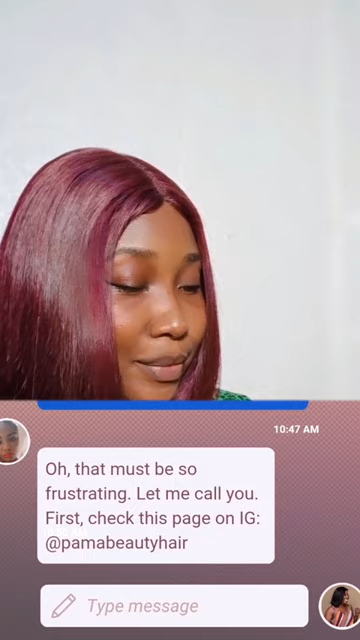 10:47 AM
Oh, that must be so
frustrating. Let me call you.
First, check this page on IG:
@pamabeautyhair
Type message